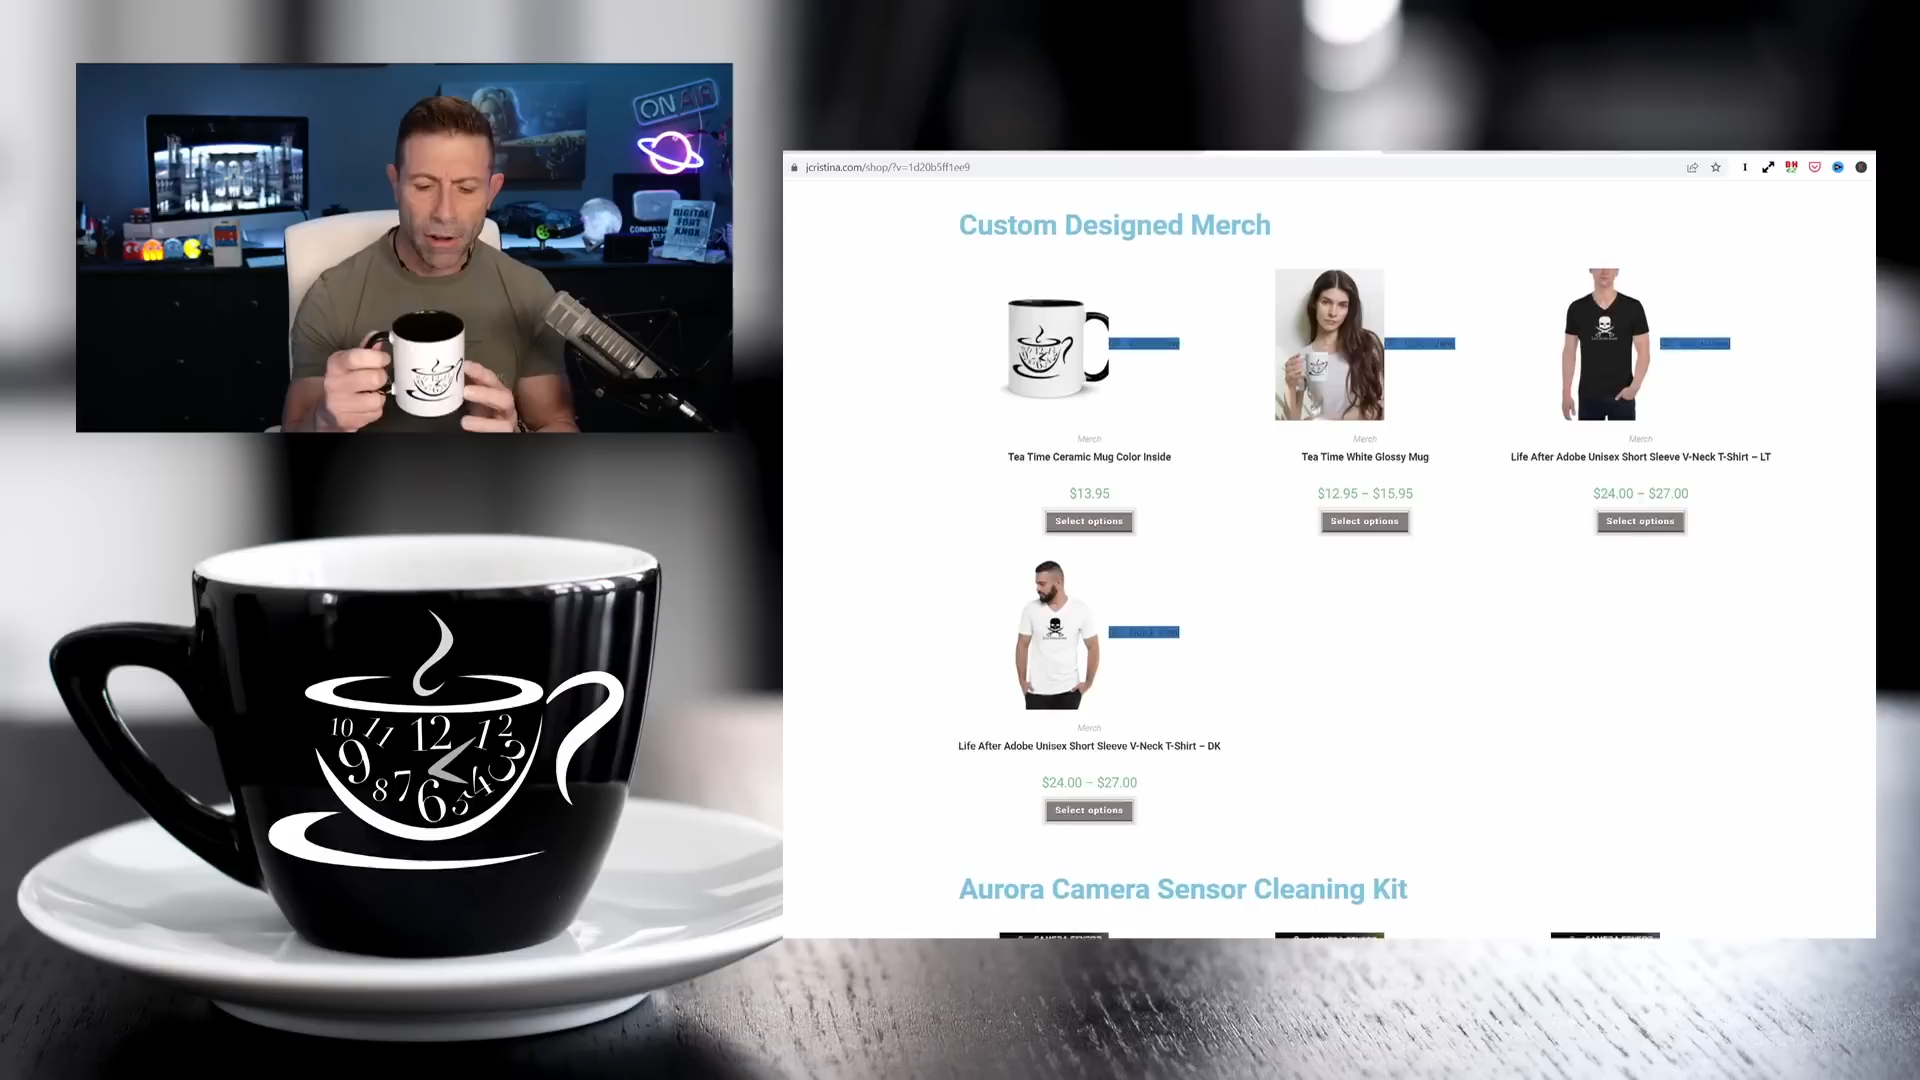 ON AIR
DIGITAL
FORT
KNOX
jcristina.com/shop/?v=1d20b5ff1ee9
Custom Designed Merch
Merch
Merch
Merch
Tea Time Ceramic Mug Color Inside
Tea Time White Glossy Mug
Life After Adobe Unisex Short Sleeve V-Neck T-Shirt – LT
$13.95
$12.95 – $15.95
$24.00 – $27.00
Select options
Select options
Select options
Merch
Life After Adobe Unisex Short Sleeve V-Neck T-Shirt – DK
$24.00 – $27.00
Select options
Aurora Camera Sensor Cleaning Kit
10 11 12 1 2
9 3
8 7 6 5 4